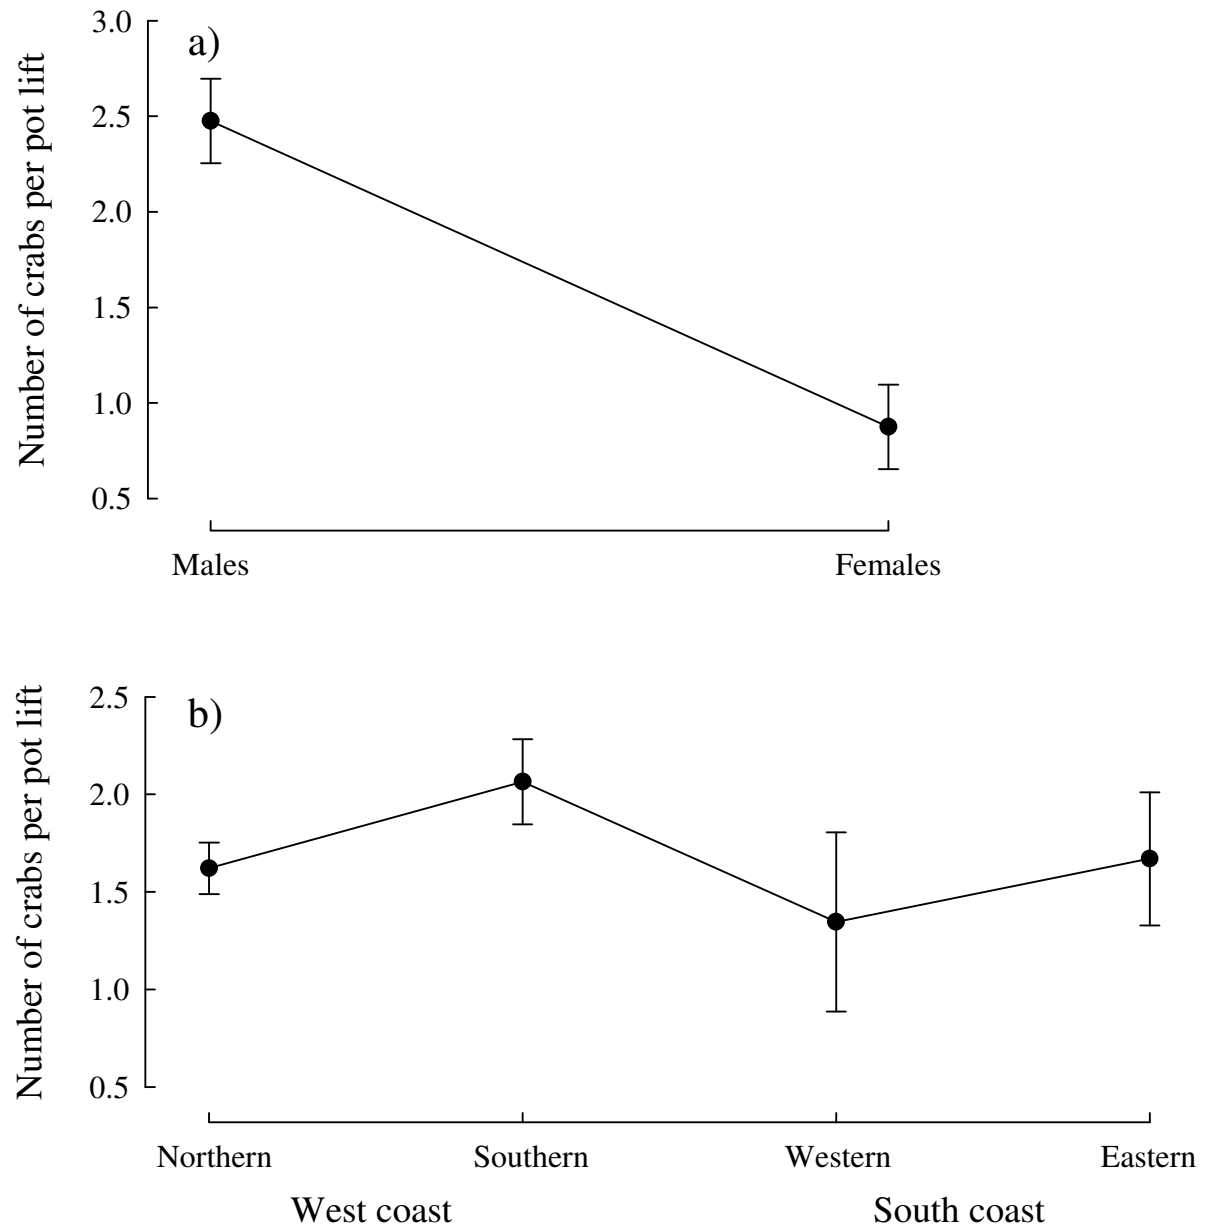 a)
Number of crabs per pot lift
3.0
2.5
2.0
1.5
1.0
0.5
Males Females
b)
Number of crabs per pot lift
2.5
2.0
1.5
1.0
0.5
Northern Southern Western Eastern
West coast South coast